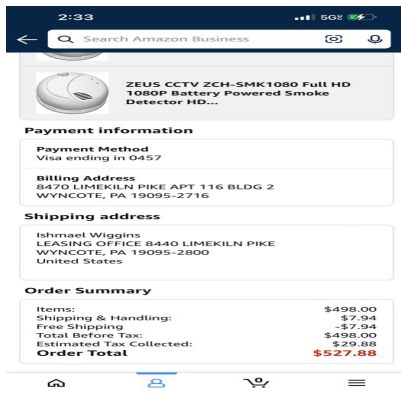 2:33
5G
Search Amazon Business
ZEUS CCTV ZCH-SMK1080 Full HD
1080P Battery Powered Smoke
Detector HD...
Payment information
Payment Method
Visa ending in 0457
Billing Address
8470 LIMEKILN PIKE APT 116 BLDG 2
WYNCOTE, PA 19095-2716
Shipping address
Ishmael Wiggins
LEASING OFFICE 8440 LIMEKILN PIKE
WYNCOTE, PA 19095-2800
United States
Order Summary
Items: $498.00
Shipping & Handling: $7.94
Free Shipping -$7.94
Total Before Tax: $498.00
Estimated Tax Collected: $29.88
Order Total $527.88
0